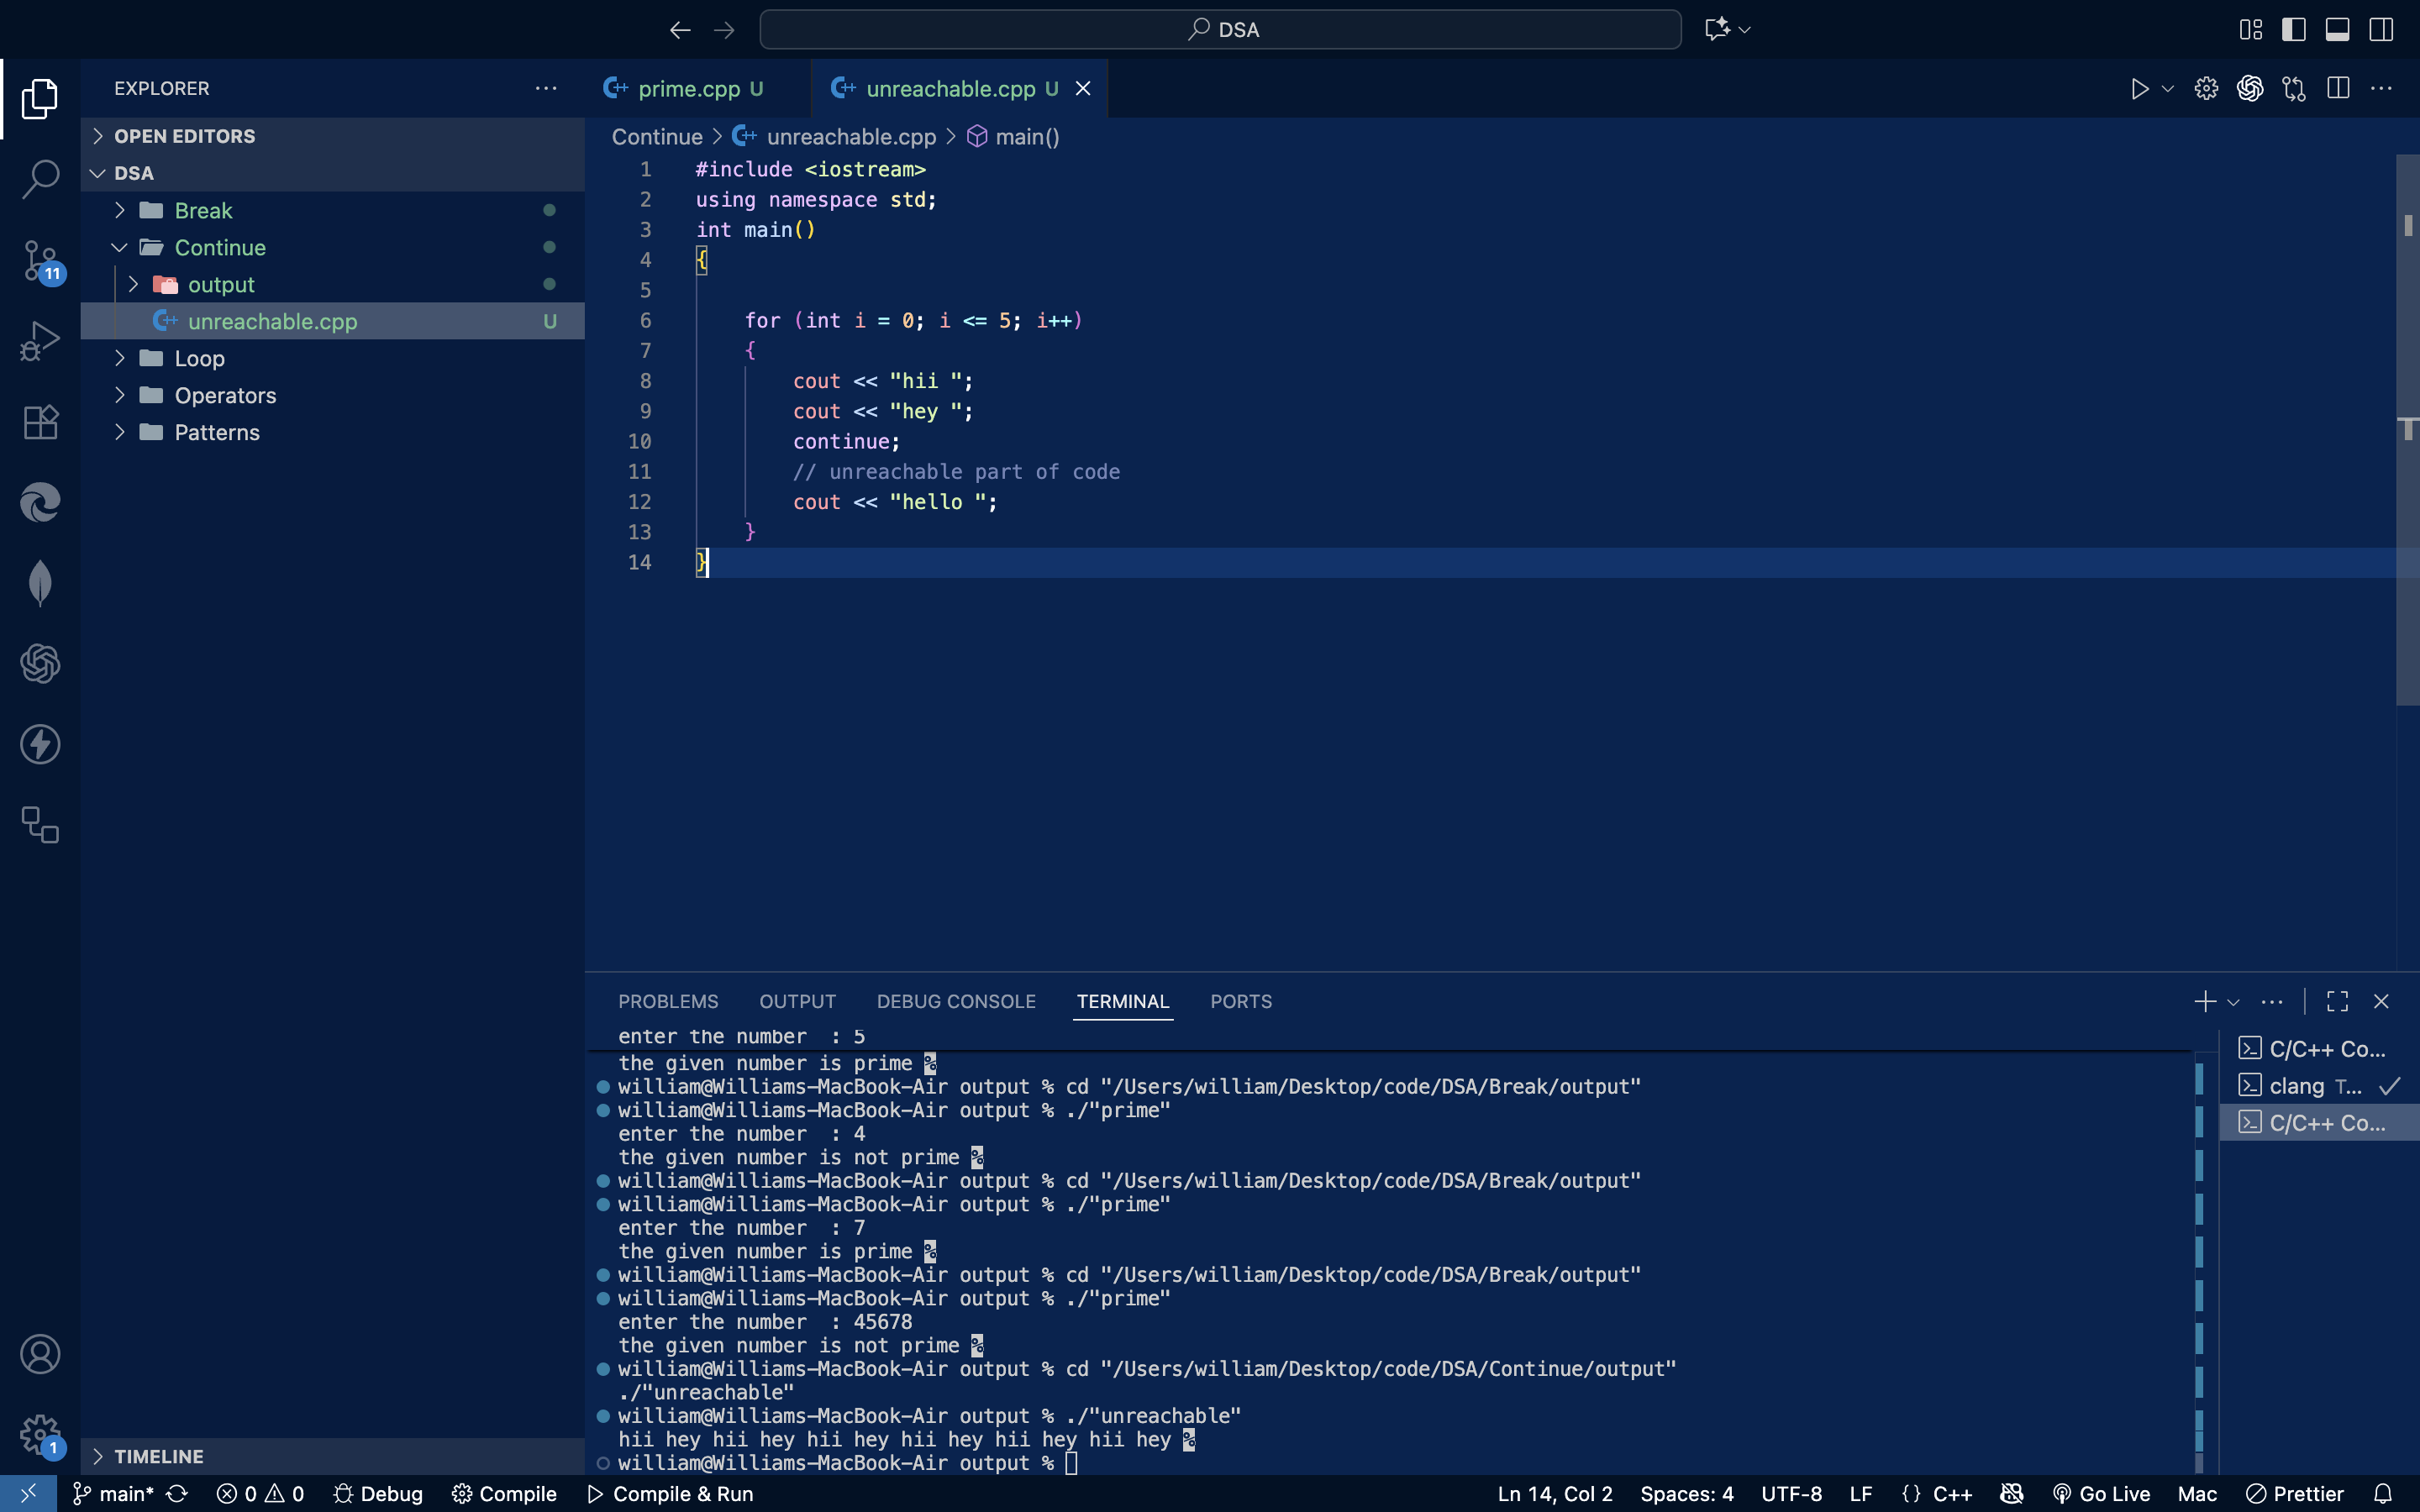 DSA
EXPLORER
OPEN EDITORS
DSA
Break
Continue
output
unreachable.cpp U
Loop
Operators
Patterns
TIMELINE
11
1
prime.cpp U
unreachable.cpp U
Continue > unreachable.cpp > main()
1 #include <iostream>
2 using namespace std;
3 int main()
4 {
5
6 for (int i = 0; i <= 5; i++)
7 {
8 cout << "hii ";
9 cout << "hey ";
10 continue;
11 // unreachable part of code
12 cout << "hello ";
13 }
14 }
PROBLEMS OUTPUT DEBUG CONSOLE TERMINAL PORTS
enter the number  : 5
the given number is prime %
william@Williams-MacBook-Air output % cd "/Users/william/Desktop/code/DSA/Break/output"
william@Williams-MacBook-Air output % ./"prime"
enter the number  : 4
the given number is not prime %
william@Williams-MacBook-Air output % cd "/Users/william/Desktop/code/DSA/Break/output"
william@Williams-MacBook-Air output % ./"prime"
enter the number  : 7
the given number is prime %
william@Williams-MacBook-Air output % cd "/Users/william/Desktop/code/DSA/Break/output"
william@Williams-MacBook-Air output % ./"prime"
enter the number  : 45678
the given number is not prime %
william@Williams-MacBook-Air output % cd "/Users/william/Desktop/code/DSA/Continue/output"
./"unreachable"
william@Williams-MacBook-Air output % ./"unreachable"
hii hey hii hey hii hey hii hey hii hey hii hey %
william@Williams-MacBook-Air output %
C/C++ Co...
clang T...
C/C++ Co...
main* 0 0 Debug Compile Compile & Run Ln 14, Col 2 Spaces: 4 UTF-8 LF {} C++ Go Live Mac Prettier